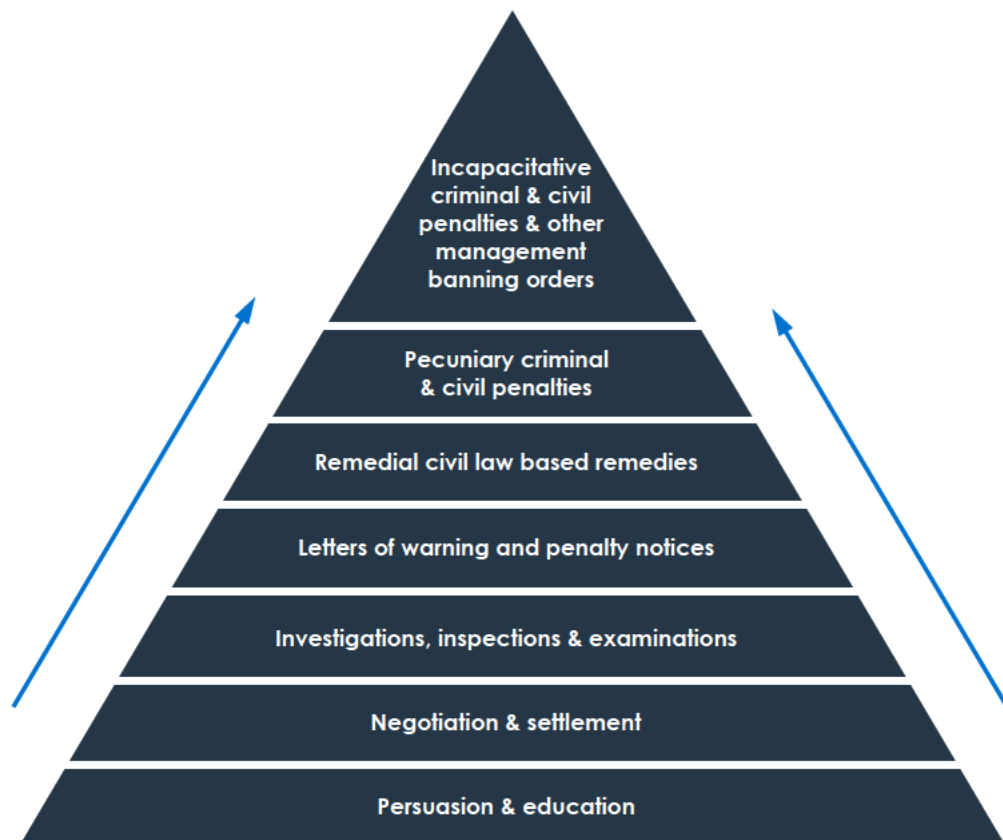 Incapacitative
criminal & civil
penalties & other
management
banning orders
Pecuniary criminal
& civil penalties
Remedial civil law based remedies
Letters of warning and penalty notices
Investigations, inspections & examinations
Negotiation & settlement
Persuasion & education